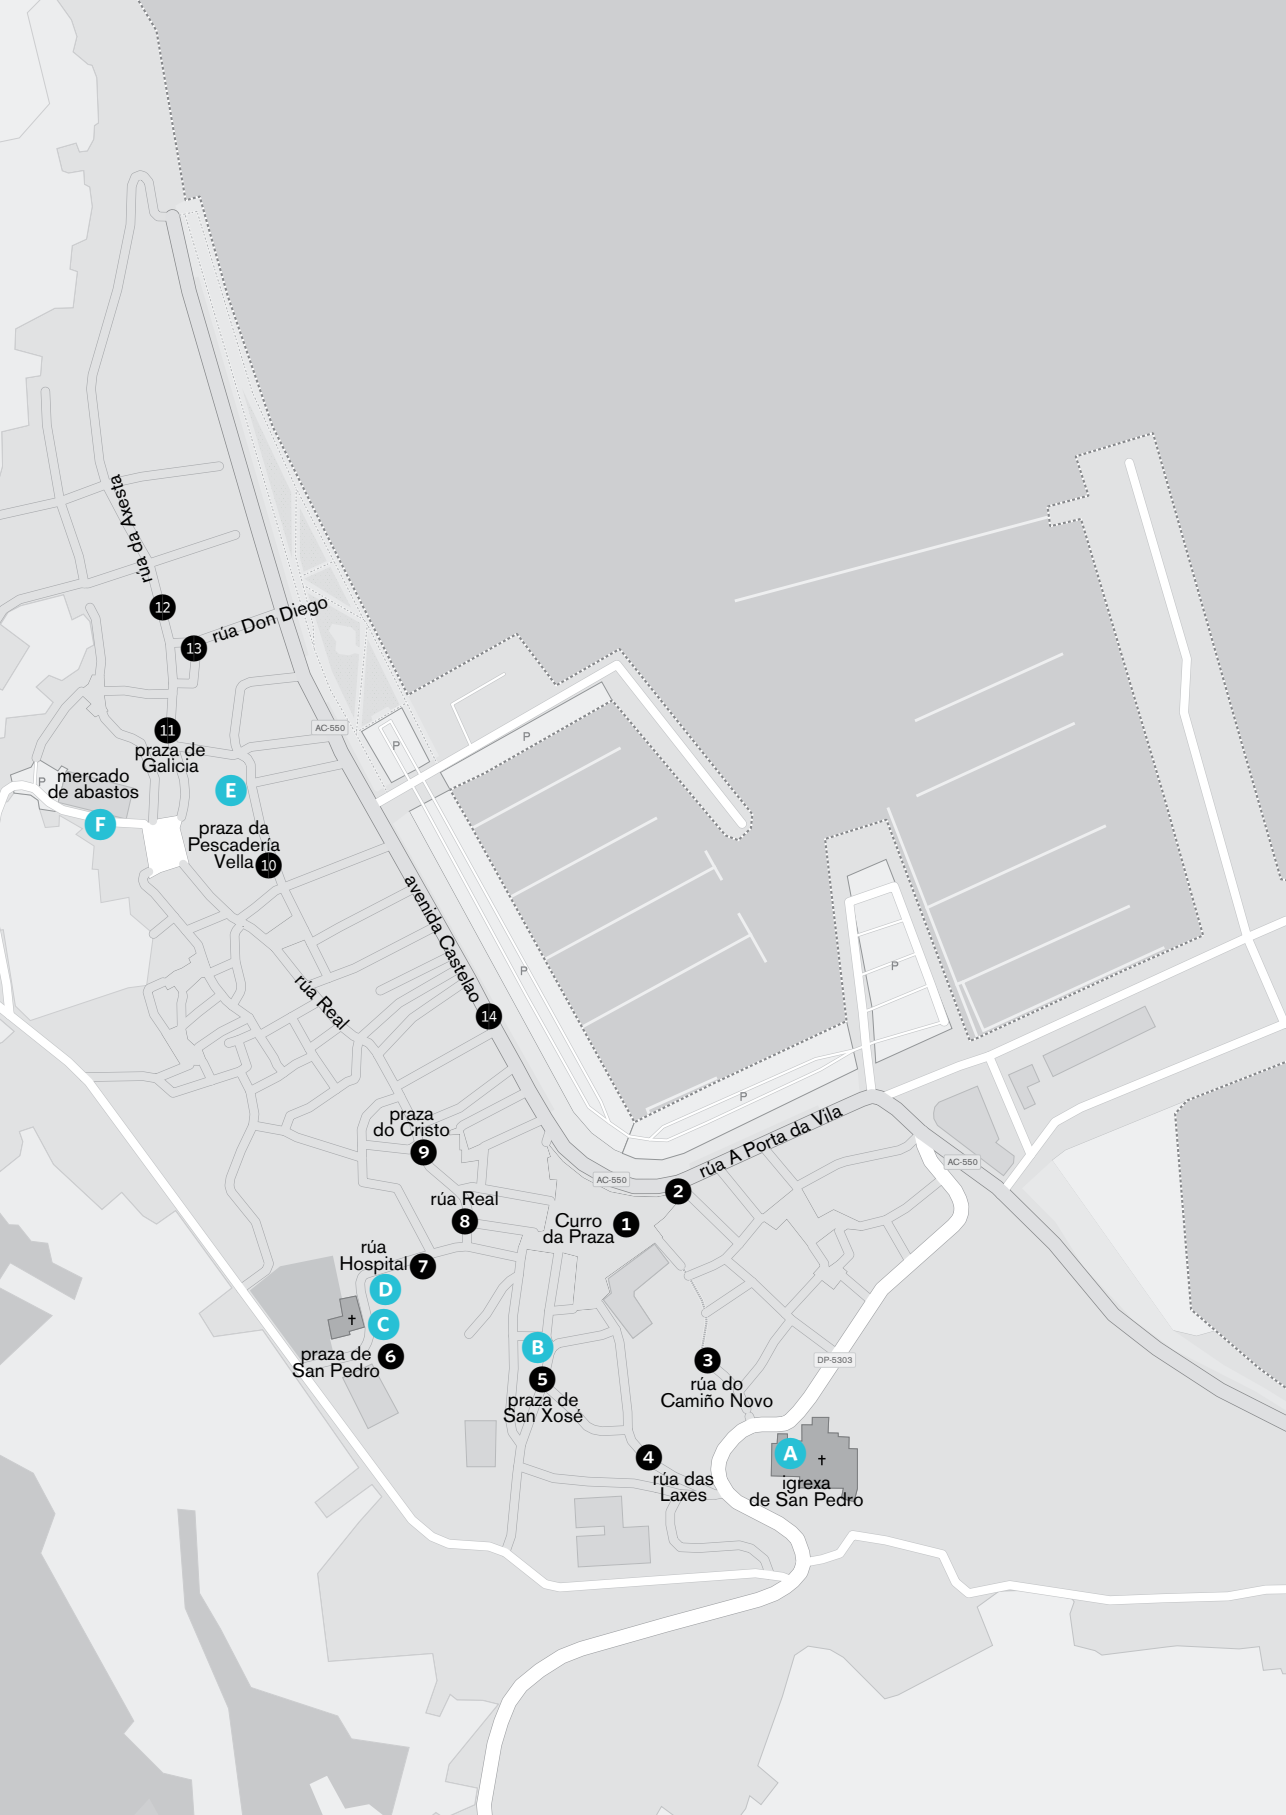 rúa da Axesta
12
rúa Don Diego
13
AC-550
P
P
11
praza de
Galicia
mercado
de abastos
P
E
F
praza da
Pescadería
Vella
10
avenida Castelao
P
P
rúa Real
14
P
praza
do Cristo
9
rúa A Porta da Vila
AC-550
AC-550
2
rúa Real
8
Curro
da Praza
1
rúa
Hospital
7
D
C
praza de
San Pedro
6
B
5
praza de
San Xosé
3
rúa do
Camiño Novo
DP-5303
4
rúa das
Laxes
A
igrexa
de San Pedro